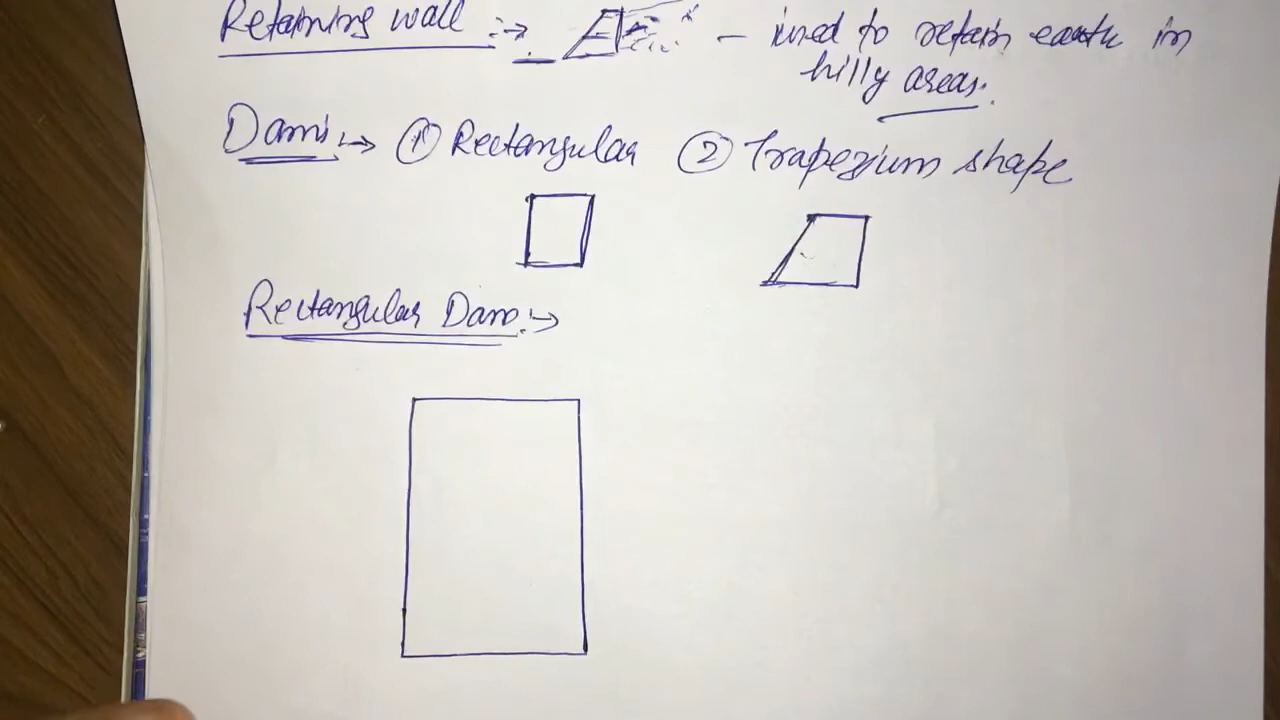 Retaining wall :→ — used to retain earth in
hilly areas.
Dams :→ ① Rectangular ② Trapezium shape
Rectangular Dam :→